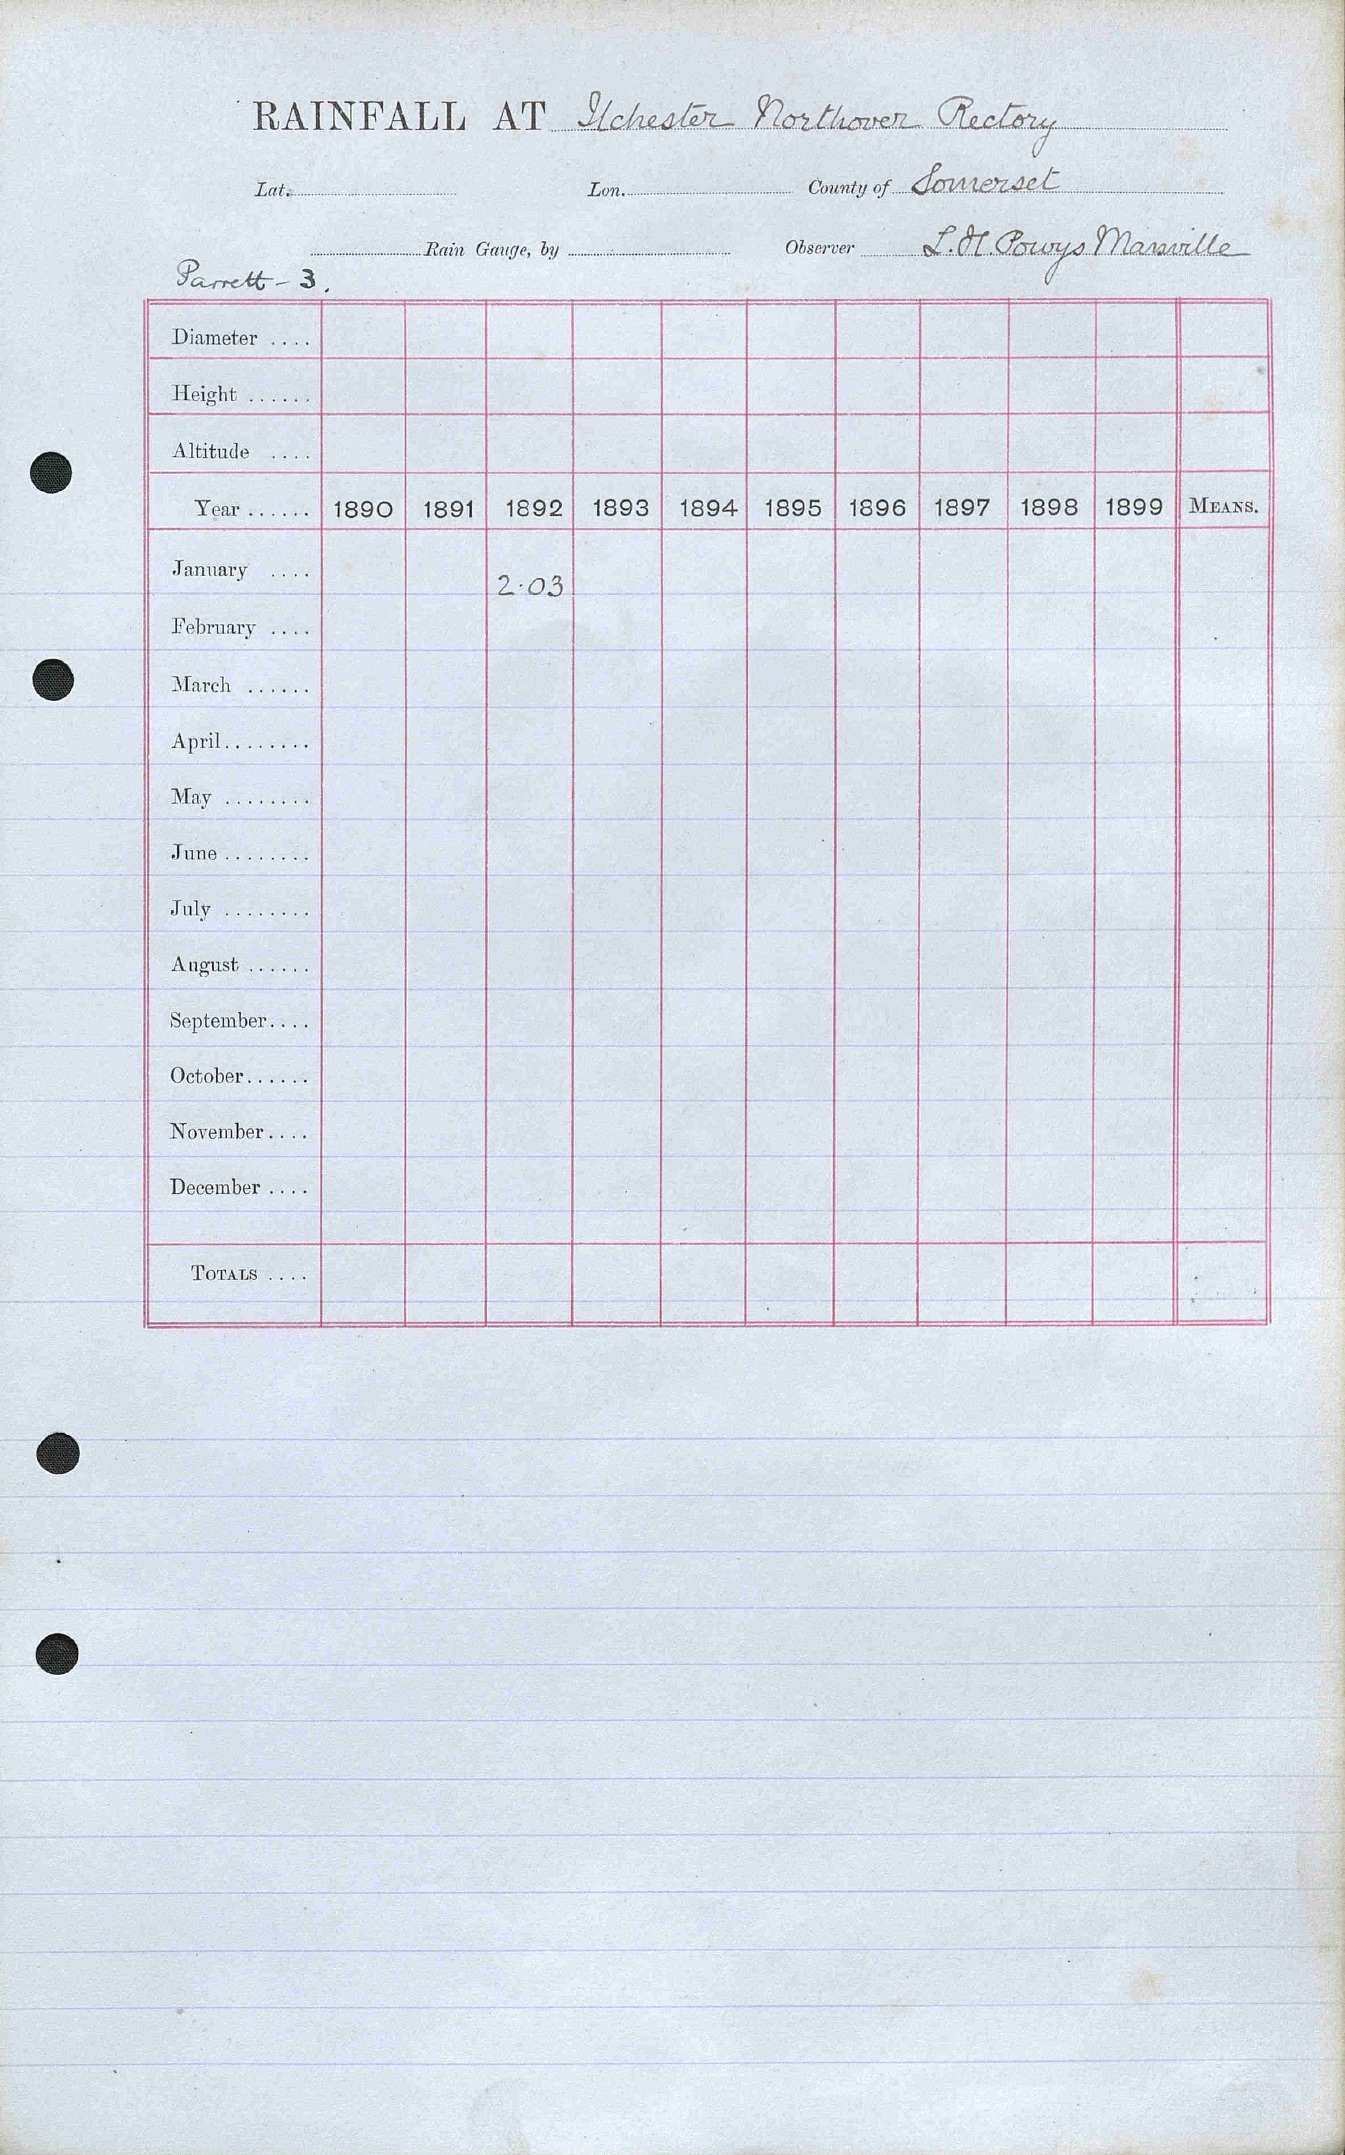 RAINFALL AT Ilchester Northover Rectory
Lat. Lon. County of Somerset
Rain Gauge, by Observer L.H. Powys Marsville
Parrett - 3.
Diameter ....
Height ......
Altitude ....
Year ...... 1890 1891 1892 1893 1894 1895 1896 1897 1898 1899 MEANS.
January .... 2.03
February ....
March ......
April ........
May ........
June ........
July ........
August ......
September ....
October ......
November ....
December ....
TOTALS ....